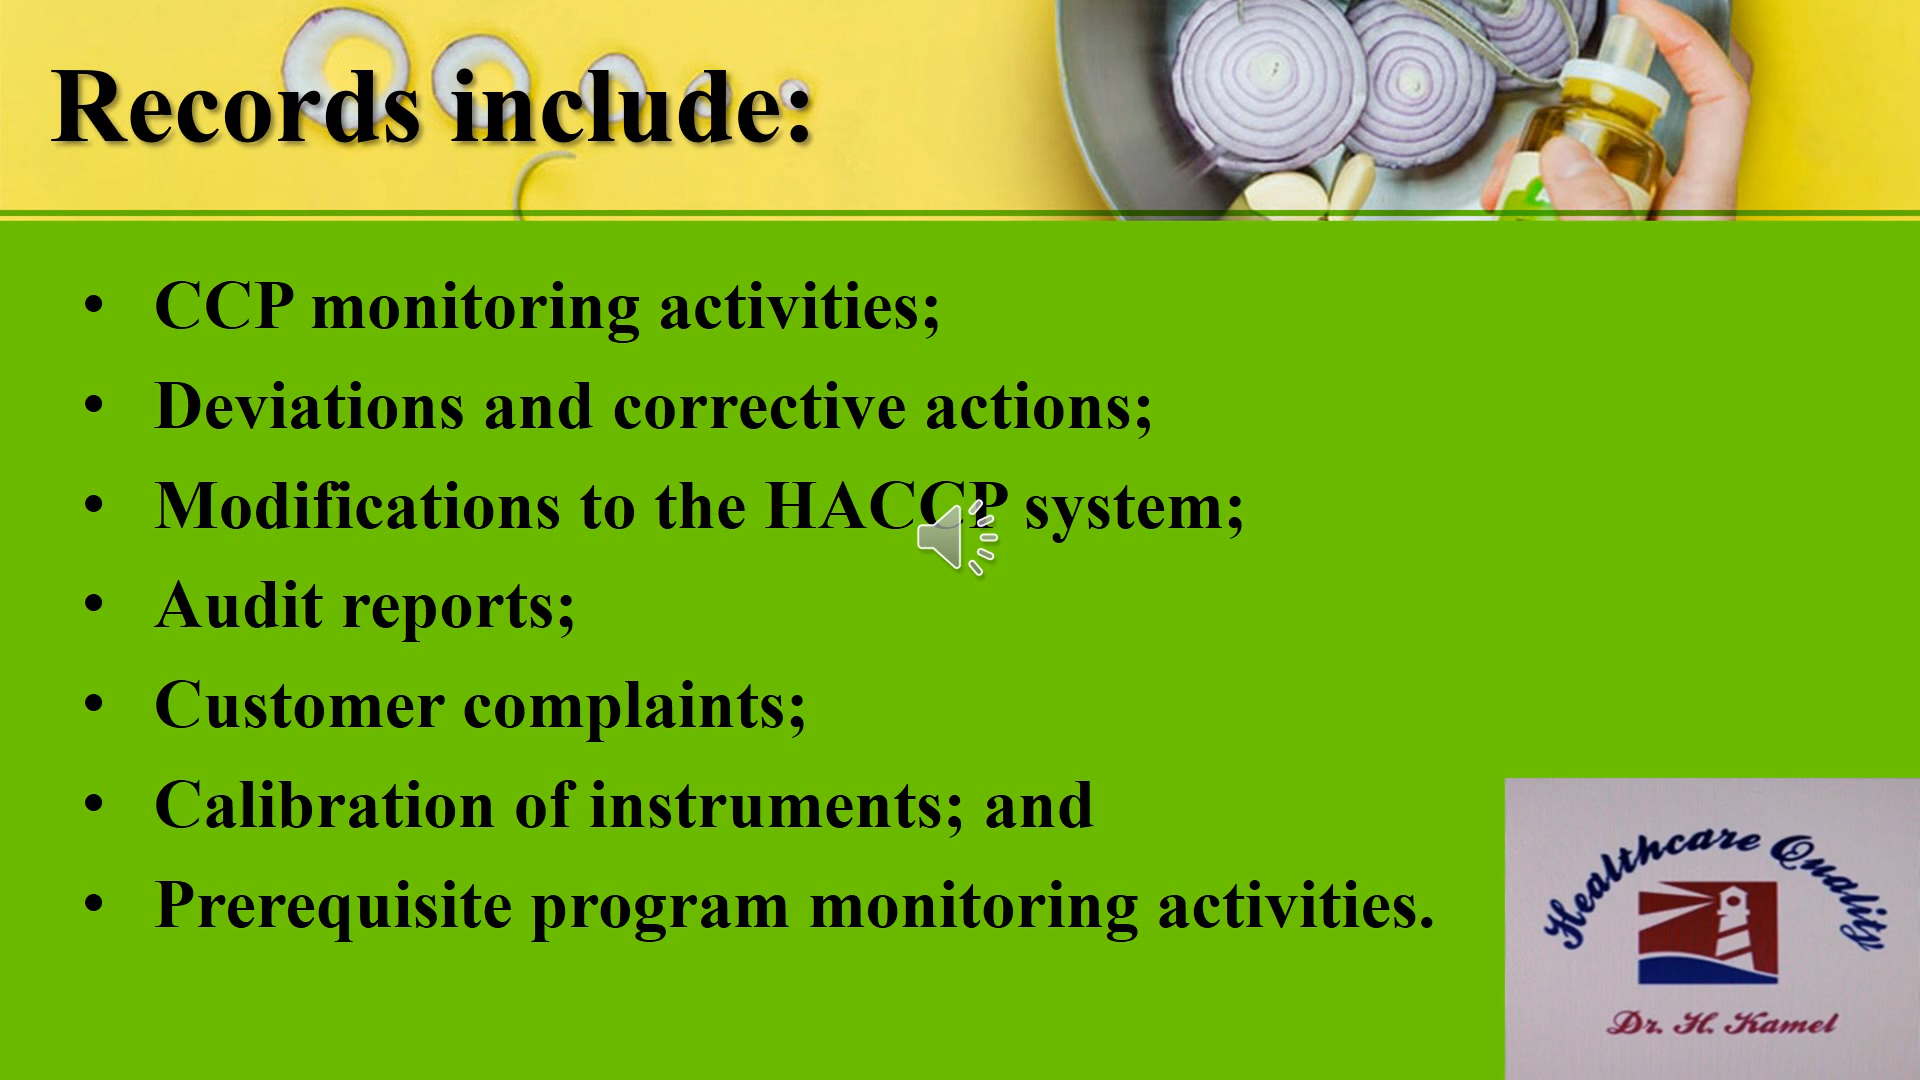 Records include:
• CCP monitoring activities;
• Deviations and corrective actions;
• Modifications to the HACCP system;
• Audit reports;
• Customer complaints;
• Calibration of instruments; and
• Prerequisite program monitoring activities.
Healthcare Quality
Dr. H. Kamel